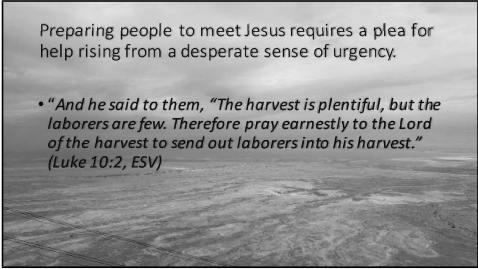 Preparing people to meet Jesus requires a plea for
help rising from a desperate sense of urgency.
• “And he said to them, “The harvest is plentiful, but the
laborers are few. Therefore pray earnestly to the Lord
of the harvest to send out laborers into his harvest.”
(Luke 10:2, ESV)